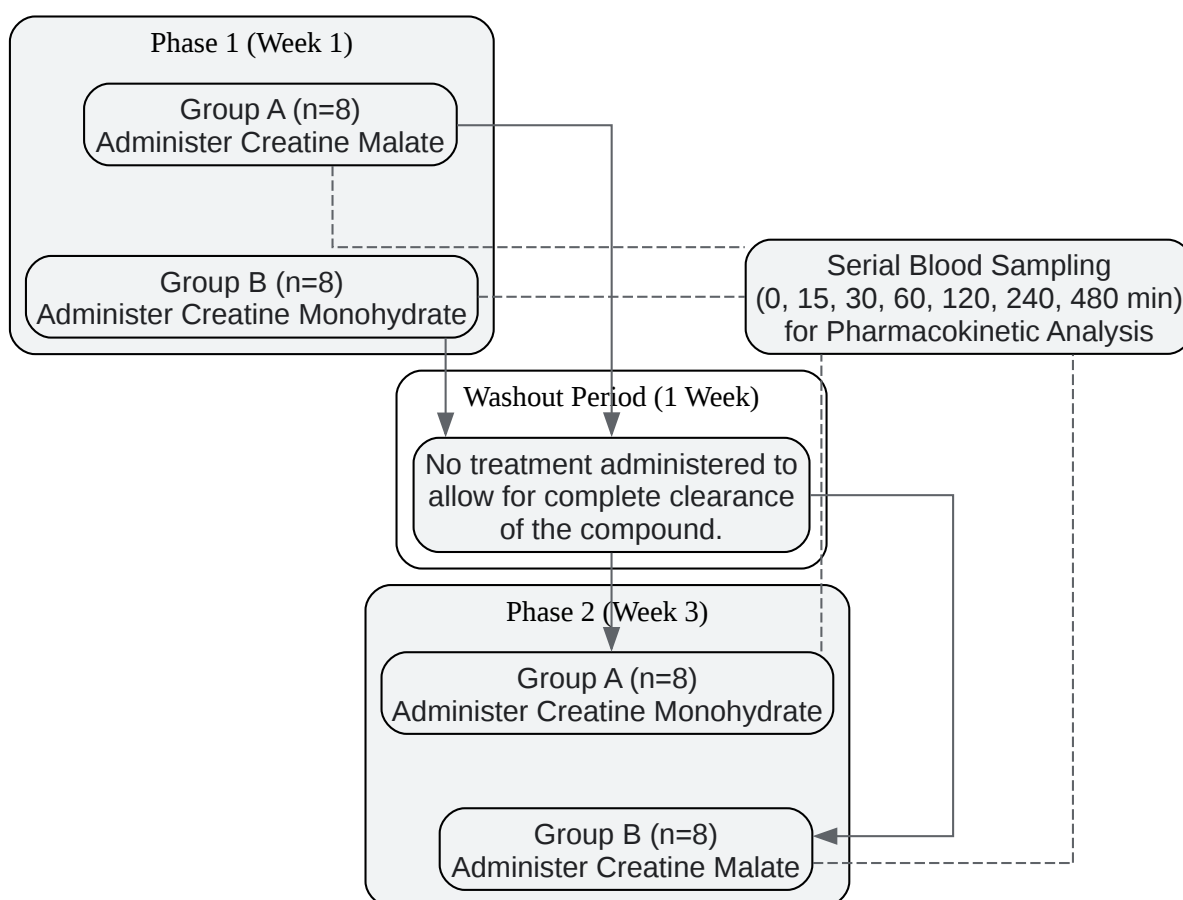 Phase 1 (Week 1)
Group A (n=8)
Administer Creatine Malate
Group B (n=8)
Administer Creatine Monohydrate
Serial Blood Sampling
(0, 15, 30, 60, 120, 240, 480 min)
for Pharmacokinetic Analysis
Washout Period (1 Week)
No treatment administered to
allow for complete clearance
of the compound.
Phase 2 (Week 3)
Group A (n=8)
Administer Creatine Monohydrate
Group B (n=8)
Administer Creatine Malate